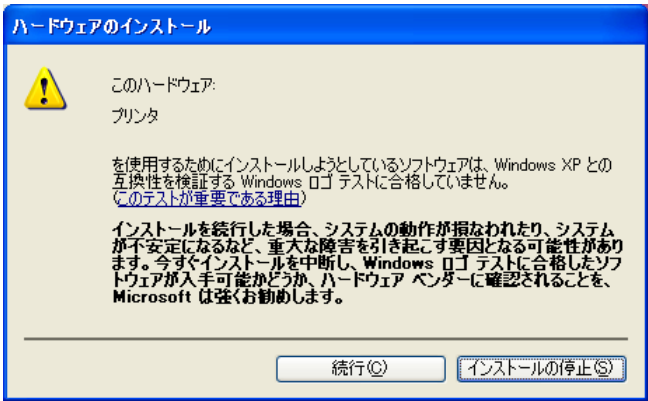 ハードウェアのインストール
このハードウェア:
プリンタ
を使用するためにインストールしようとしているソフトウェアは、Windows XP との
互換性を検証する Windows ロゴ テストに合格していません。
(このテストが重要である理由)
インストールを続行した場合、システムの動作が損なわれたり、システム
が不安定になるなど、重大な障害を引き起こす要因となる可能性があり
ます。今すぐインストールを中断し、Windows ロゴ テストに合格したソフ
トウェアが入手可能かどうか、ハードウェア ベンダーに確認されることを、
Microsoft は強くお勧めします。
続行(C) インストールの停止(S)